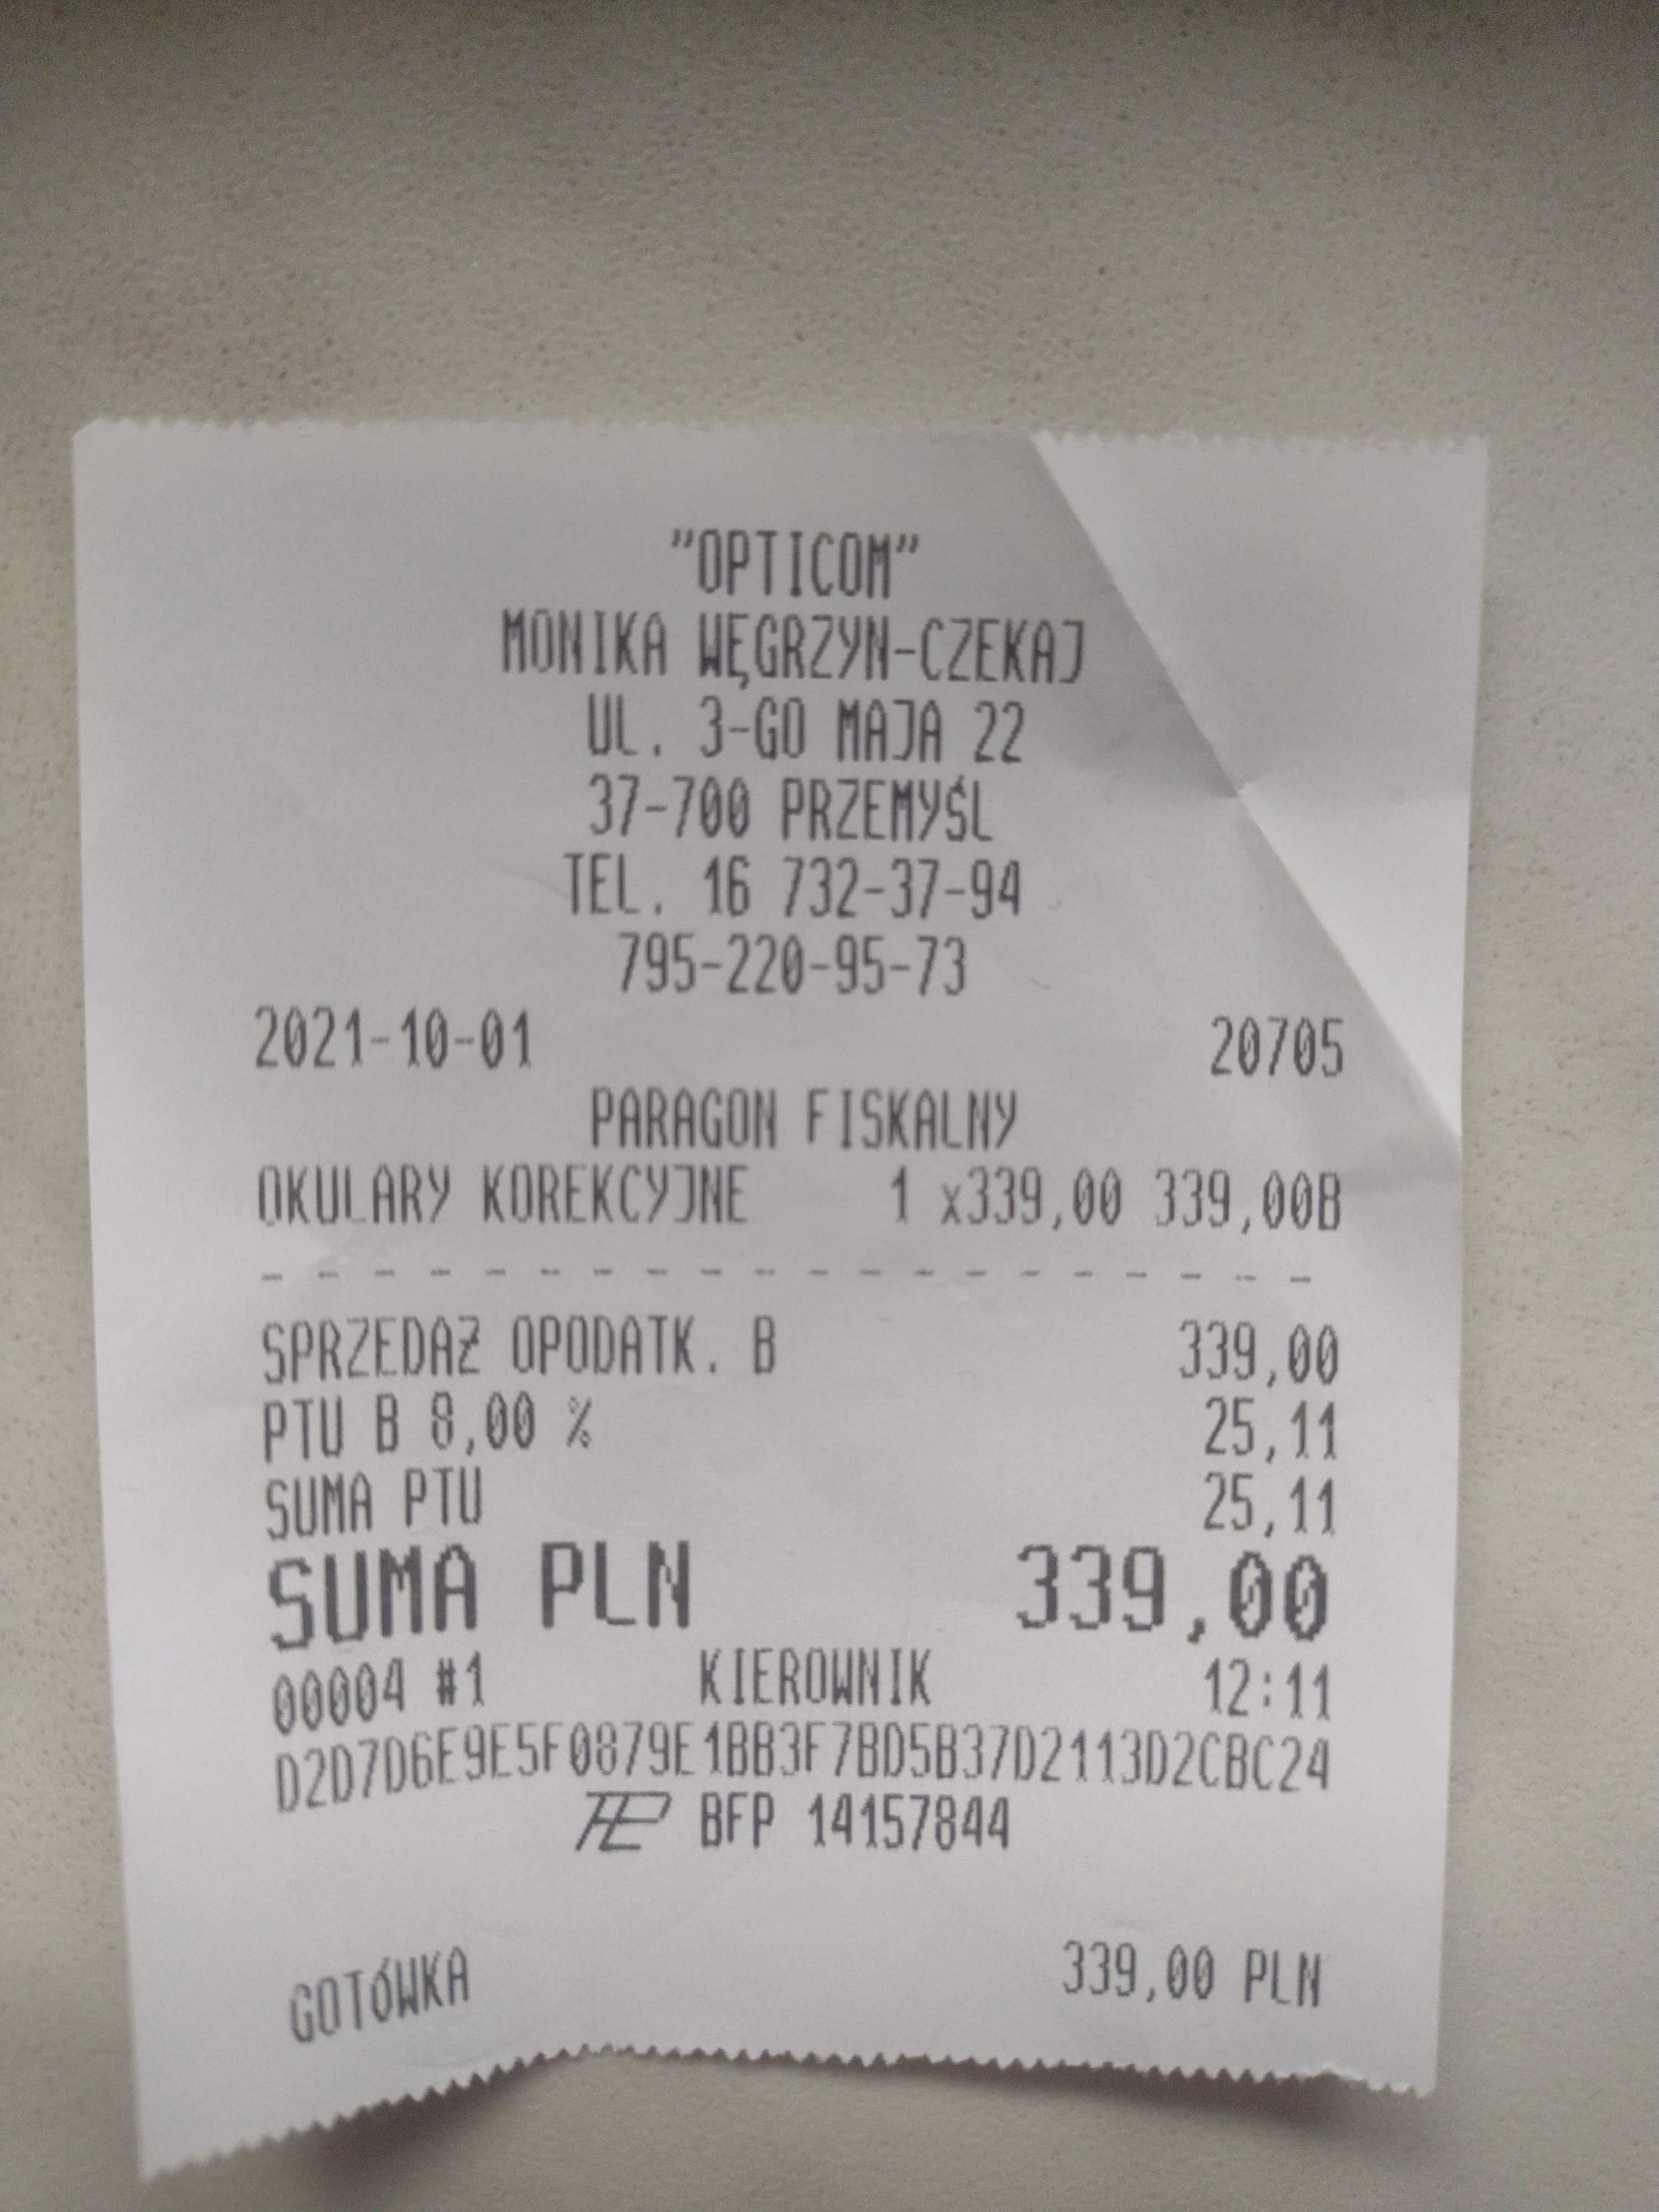 "OPTICOM"
MONIKA WĘGRZYN-CZEKAJ
UL. 3-GO MAJA 22
37-700 PRZEMYŚL
TEL. 16 732-37-94
795-220-95-73
2021-10-01 20705
PARAGON FISKALNY
OKULARY KOREKCYJNE 1 x339,00 339,00B
- - - - - - - - - - - - - - - - - - - -
SPRZEDAŻ OPODATK. B 339,00
PTU B 8,00 % 25,11
SUMA PTU 25,11
SUMA PLN 339,00
00004 #1 KIEROWNIK 12:11
D2D7D6E9E5F0879E1BB3F7BD5B37D2113D2CBC24
BFP 14157844
GOTÓWKA 339,00 PLN